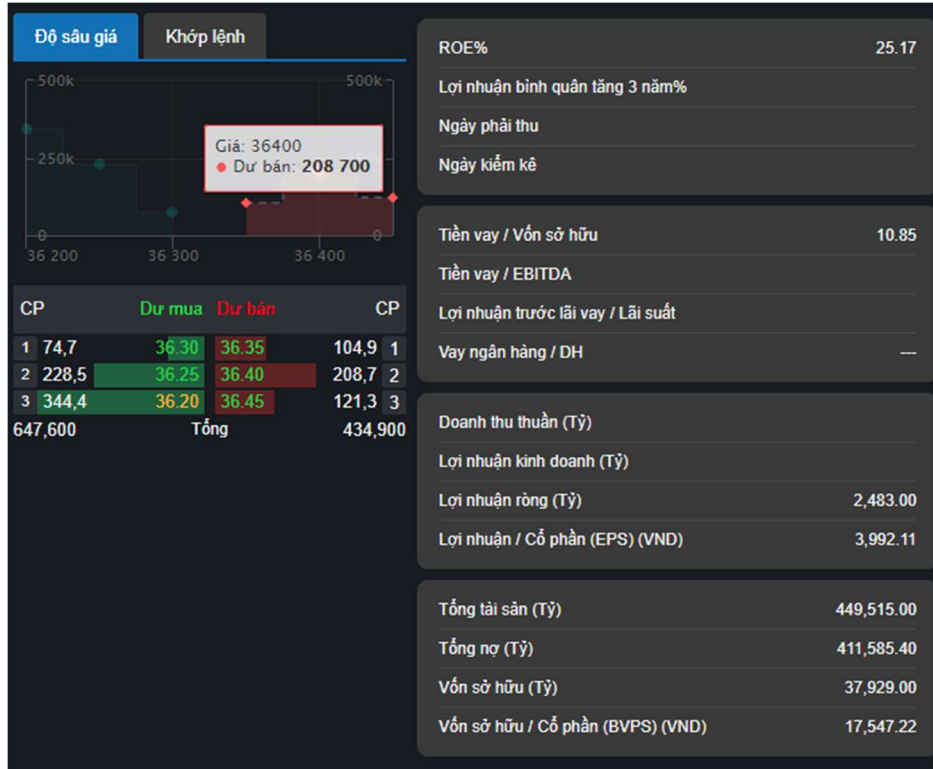 Độ sâu giá Khớp lệnh
500k 500k
250k
0 0
36 200 36 300 36 400
Giá: 36400
Dư bán: 208 700
CP Dư mua Dư bán CP
1 74,7 36.30 36.35 104,9 1
2 228,5 36.25 36.40 208,7 2
3 344,4 36.20 36.45 121,3 3
647,600 Tổng 434,900
ROE% 25.17
Lợi nhuận bình quân tăng 3 năm%
Ngày phải thu
Ngày kiểm kê
Tiền vay / Vốn sở hữu 10.85
Tiền vay / EBITDA
Lợi nhuận trước lãi vay / Lãi suất
Vay ngân hàng / DH ---
Doanh thu thuần (Tỷ)
Lợi nhuận kinh doanh (Tỷ)
Lợi nhuận ròng (Tỷ) 2,483.00
Lợi nhuận / Cổ phần (EPS) (VND) 3,992.11
Tổng tài sản (Tỷ) 449,515.00
Tổng nợ (Tỷ) 411,585.40
Vốn sở hữu (Tỷ) 37,929.00
Vốn sở hữu / Cổ phần (BVPS) (VND) 17,547.22